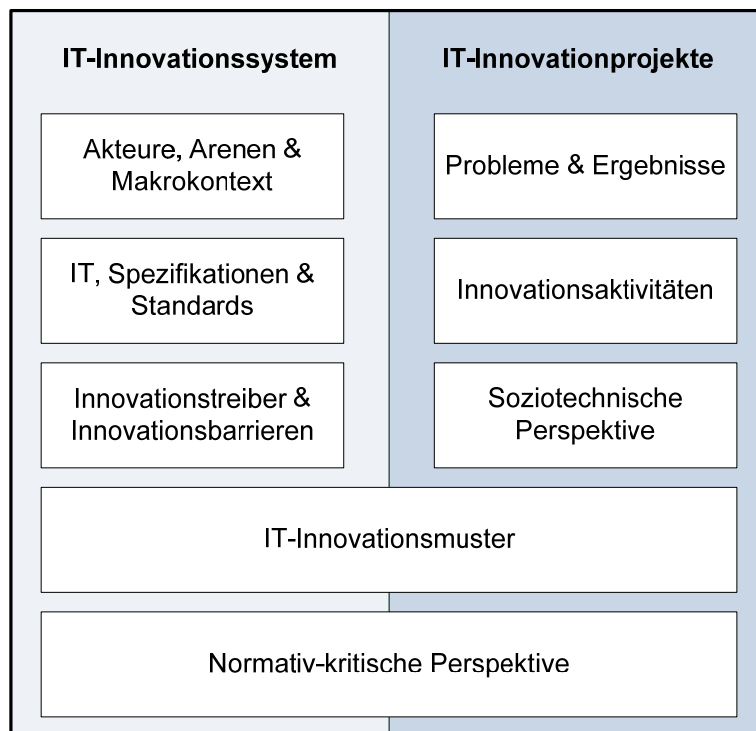 IT-Innovationssystem
Akteure, Arenen &
Makrokontext
IT, Spezifikationen &
Standards
Innovationstreiber &
Innovationsbarrieren
IT-Innovationprojekte
Probleme & Ergebnisse
Innovationsaktivitäten
Soziotechnische
Perspektive
IT-Innovationsmuster
Normativ-kritische Perspektive